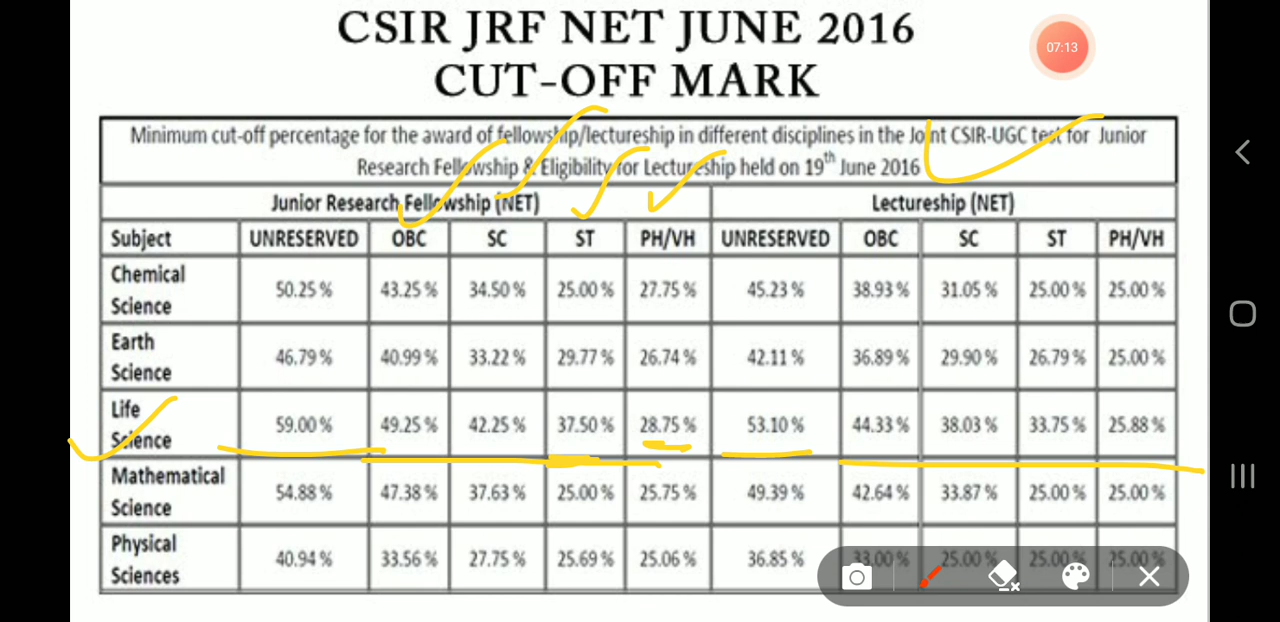 CSIR JRF NET JUNE 2016
CUT-OFF MARK
07:13
Minimum cut-off percentage for the award of fellowship/lectureship in different disciplines in the Joint CSIR-UGC test for Junior
Research Fellowship & Eligibility for Lectureship held on 19th June 2016
Junior Research Fellowship (NET) Lectureship (NET)
Subject UNRESERVED OBC SC ST PH/VH UNRESERVED OBC SC ST PH/VH
Chemical
Science 50.25 % 43.25 % 34.50 % 25.00 % 27.75 % 45.23 % 38.93 % 31.05 % 25.00 % 25.00 %
Earth
Science 46.79 % 40.99 % 33.22 % 29.77 % 26.74 % 42.11 % 36.89 % 29.90 % 26.79 % 25.00 %
Life
Science 59.00 % 49.25 % 42.25 % 37.50 % 28.75 % 53.10 % 44.33 % 38.03 % 33.75 % 25.88 %
Mathematical
Science 54.88 % 47.38 % 37.63 % 25.00 % 25.75 % 49.39 % 42.64 % 33.87 % 25.00 % 25.00 %
Physical
Sciences 40.94 % 33.56 % 27.75 % 25.69 % 25.06 % 36.85 % 33.00 % 25.00 % 25.00 % 25.00 %